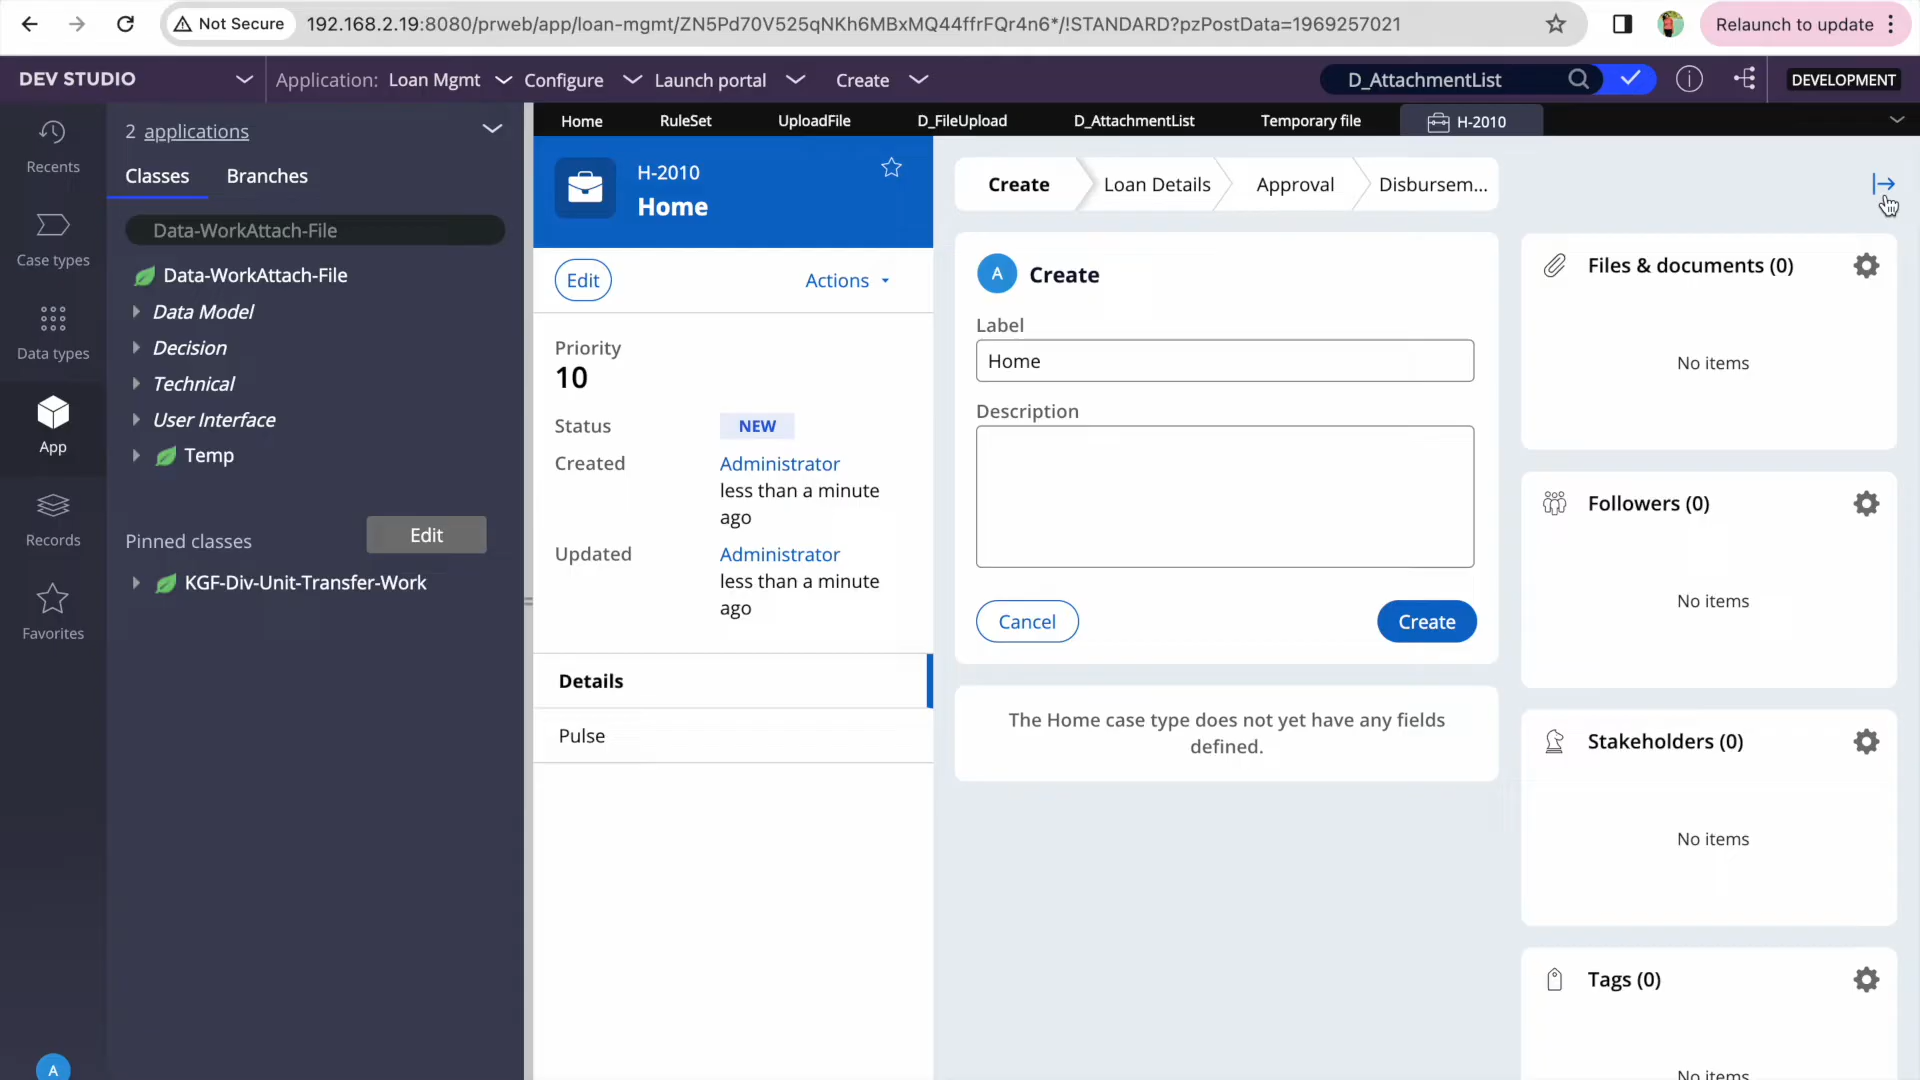 Not Secure
192.168.2.19:8080/prweb/app/loan-mgmt/ZN5Pd70V525qNKh6MBxMQ44ffrFQr4n6*/!STANDARD?pzPostData=1969257021
Relaunch to update
DEV STUDIO
Application: Loan Mgmt
Configure
Launch portal
Create
D_AttachmentList
DEVELOPMENT
Recents
Case types
Data types
App
Records
Favorites
A
2 applications
Classes
Branches
Data-WorkAttach-File
Data-WorkAttach-File
Data Model
Decision
Technical
User Interface
Temp
Pinned classes
Edit
KGF-Div-Unit-Transfer-Work
Home
RuleSet
UploadFile
D_FileUpload
D_AttachmentList
Temporary file
H-2010
H-2010
Home
Edit
Actions
Priority
10
Status
NEW
Created
Administrator
less than a minute
ago
Updated
Administrator
less than a minute
ago
Details
Pulse
Create
Loan Details
Approval
Disbursem...
A
Create
Label
Home
Description
Cancel
Create
The Home case type does not yet have any fields
defined.
Files & documents (0)
No items
Followers (0)
No items
Stakeholders (0)
No items
Tags (0)
No items